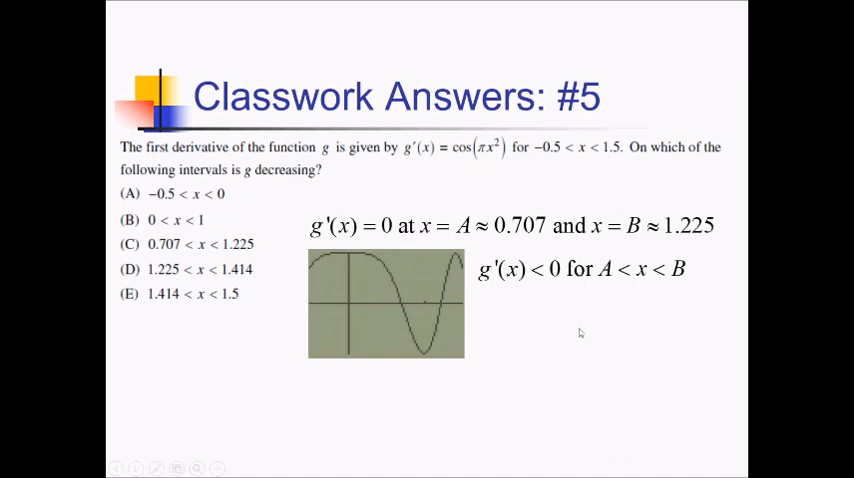 Classwork Answers: #5
The first derivative of the function g is given by g′(x) = cos(πx²) for −0.5 < x < 1.5. On which of the
following intervals is g decreasing?
(A) −0.5 < x < 0
(B) 0 < x < 1
(C) 0.707 < x < 1.225
(D) 1.225 < x < 1.414
(E) 1.414 < x < 1.5
g'(x) = 0 at x = A ≈ 0.707 and x = B ≈ 1.225
g'(x) < 0 for A < x < B